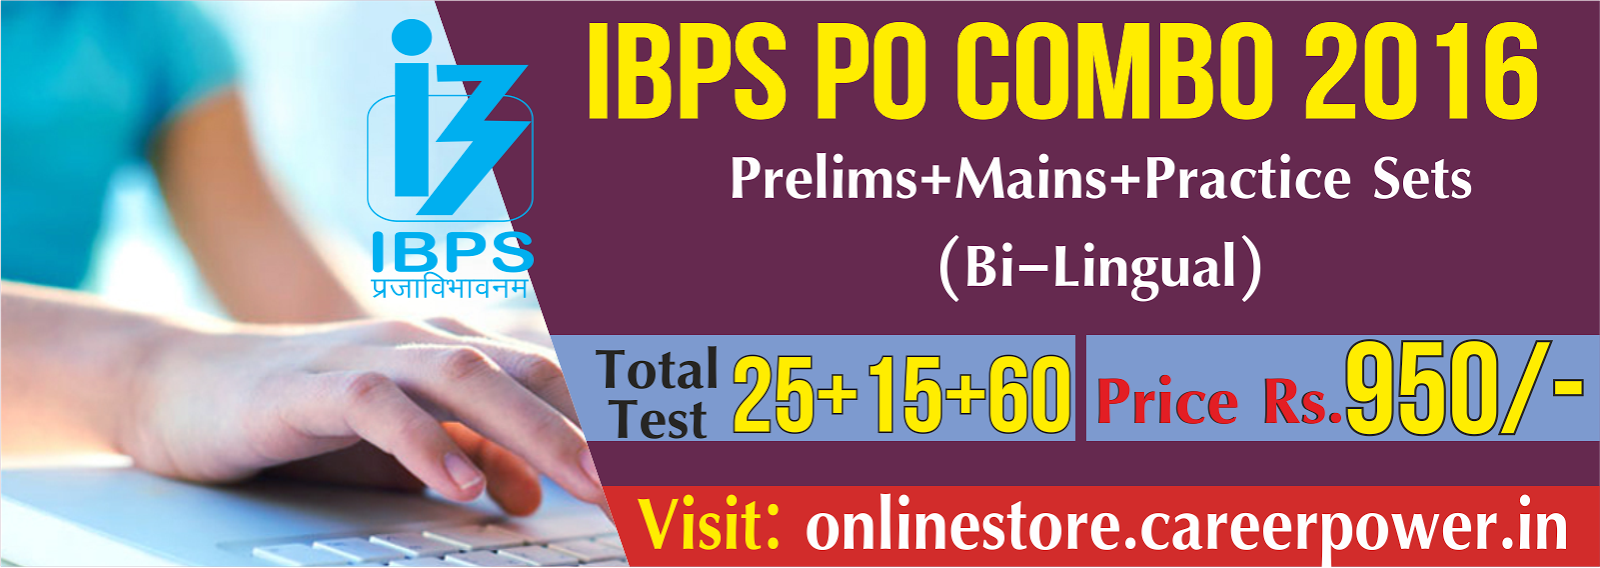 IBPS
प्रजाविभावनम
IBPS PO COMBO 2016
Prelims+Mains+Practice Sets
(Bi-Lingual)
Total Test 25+15+60
Price Rs.950/-
Visit: onlinestore.careerpower.in